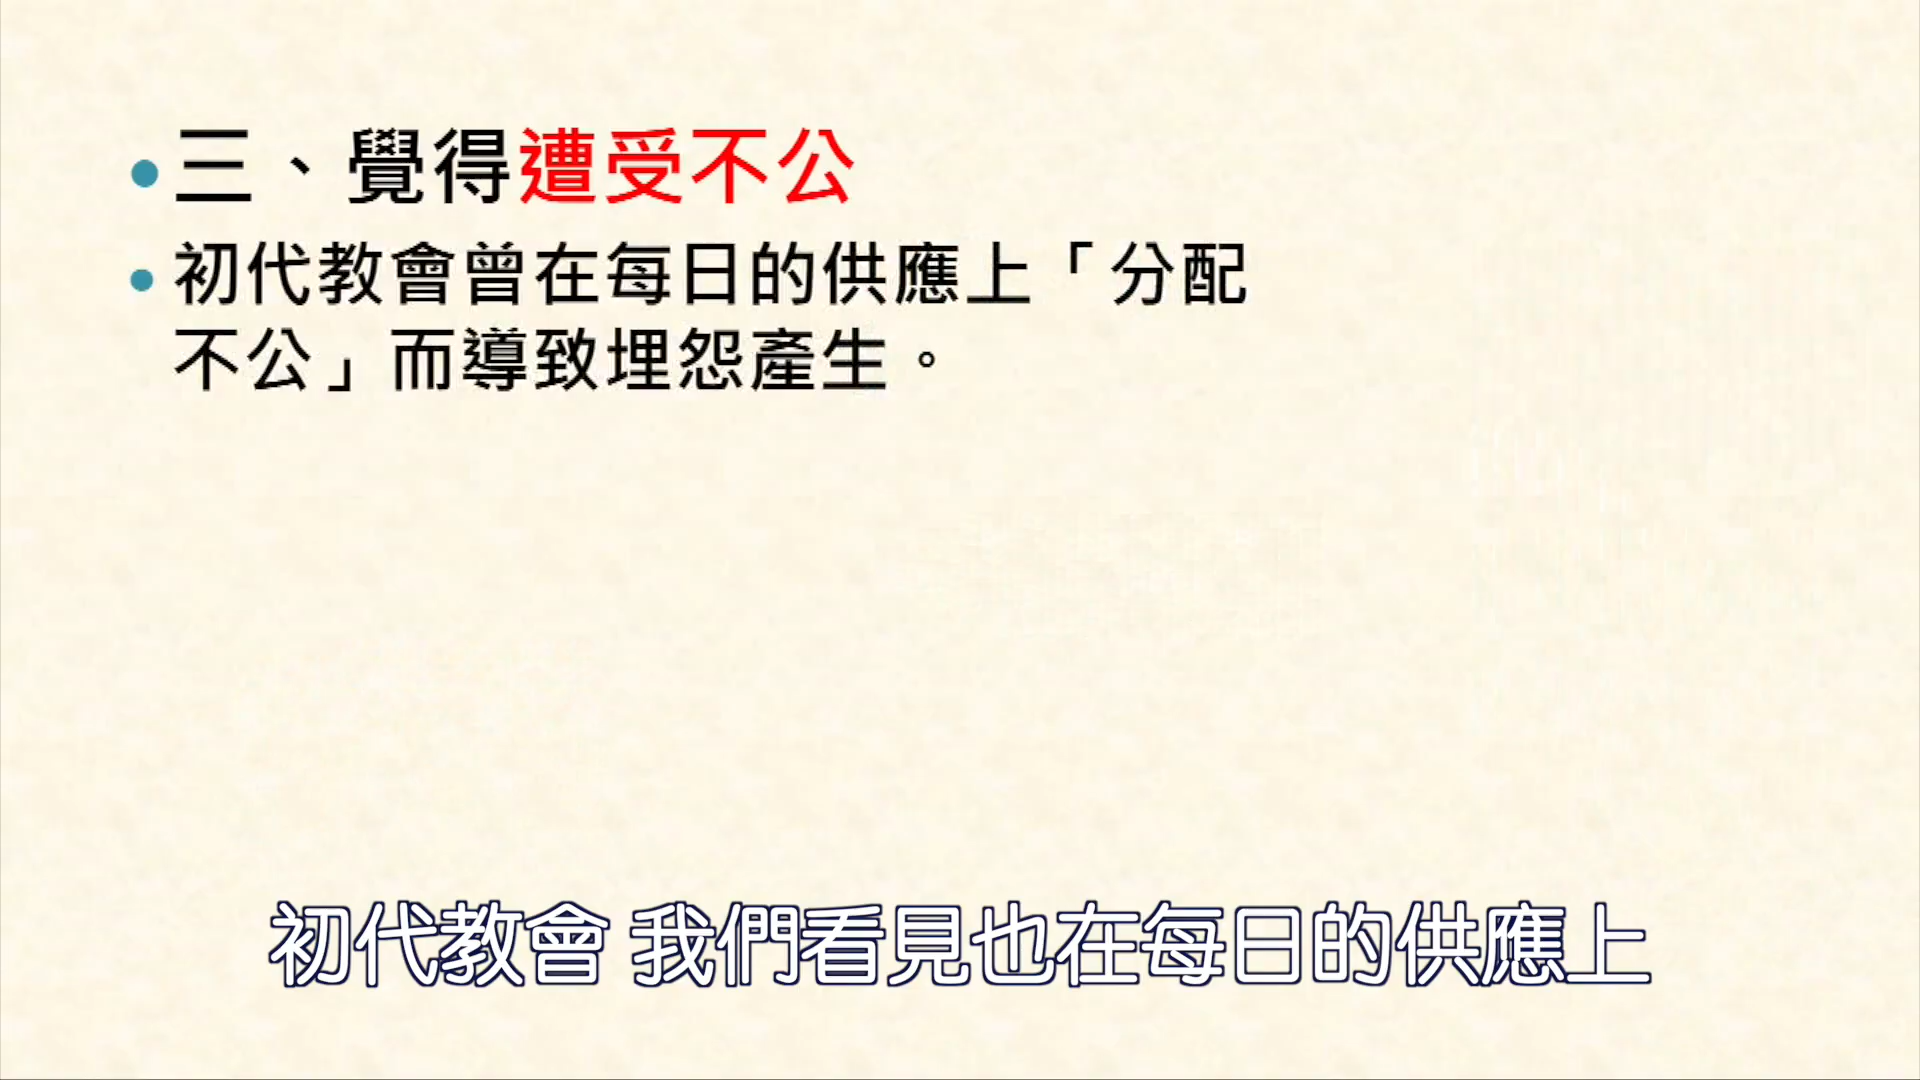 •三、覺得遭受不公
•初代教會曾在每日的供應上「分配
不公」而導致埋怨產生。
初代教會 我們看見也在每日的供應上